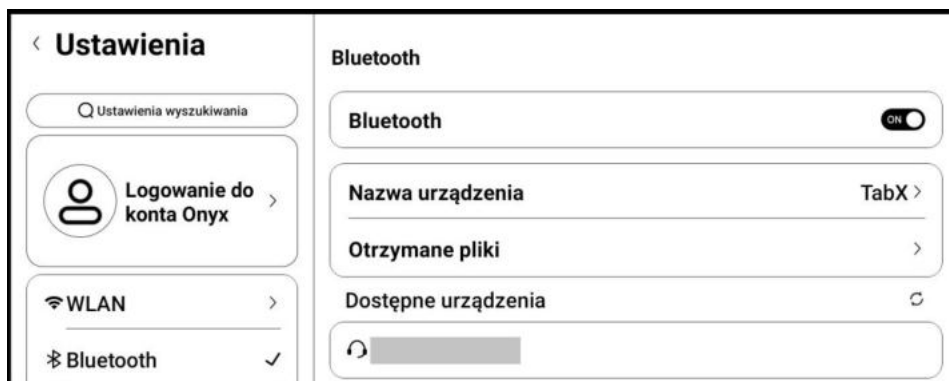 Ustawienia
Ustawienia wyszukiwania
Logowanie do
konta Onyx
WLAN
Bluetooth
Bluetooth
Bluetooth
ON
Nazwa urządzenia
TabX
Otrzymane pliki
Dostępne urządzenia